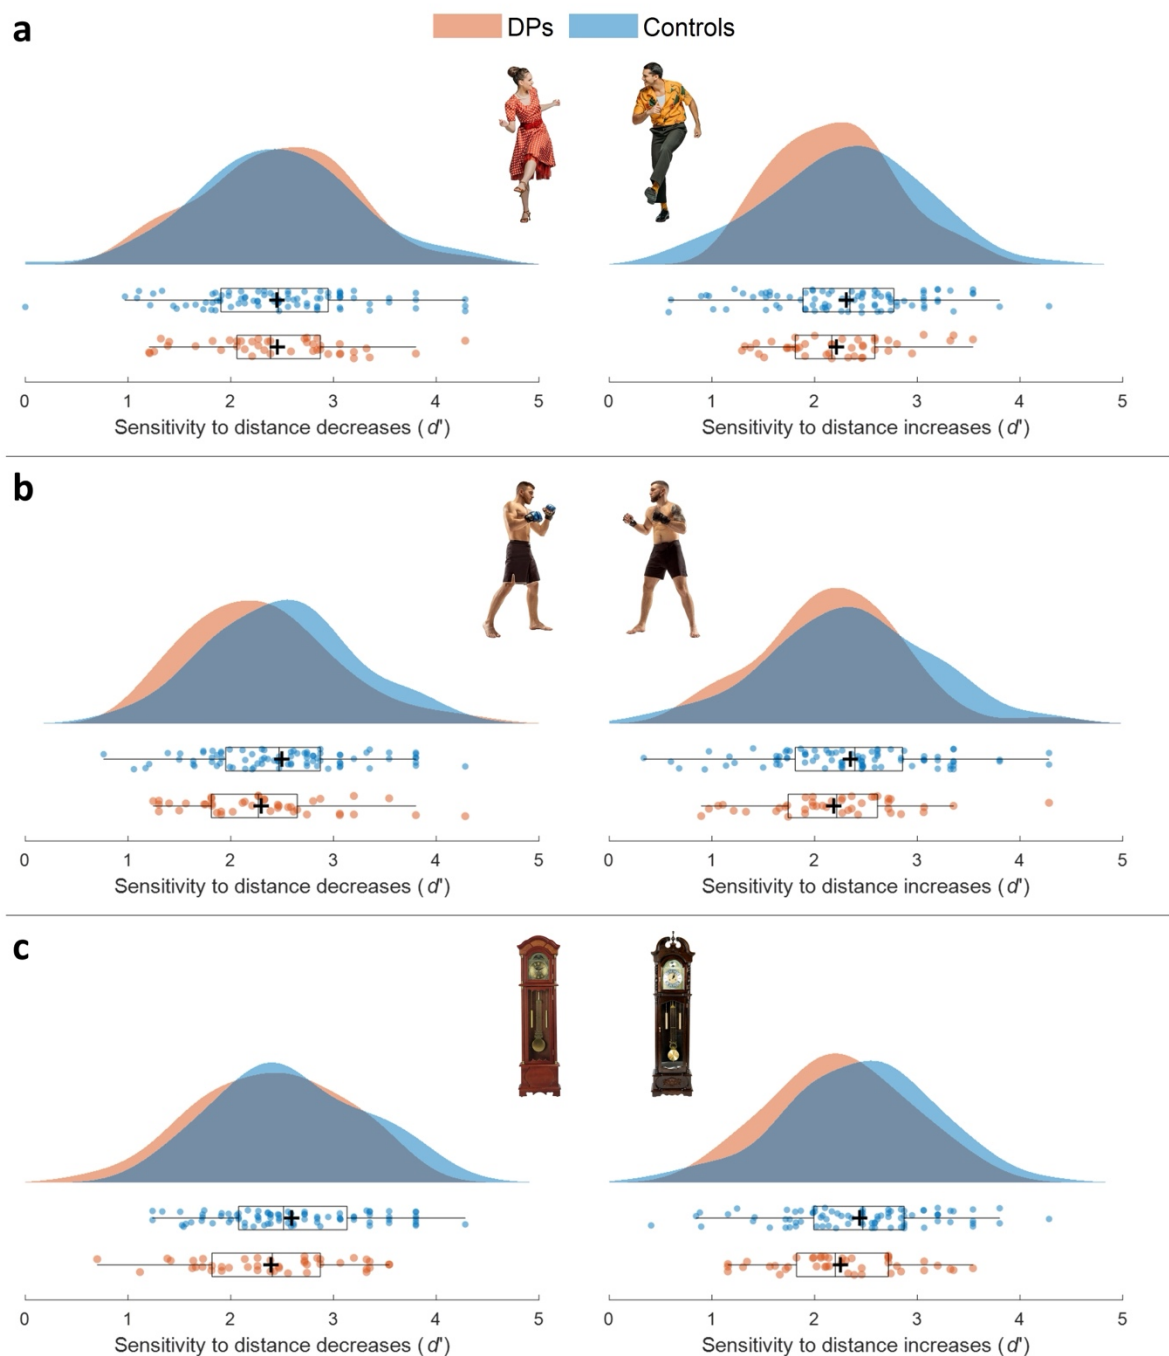 a
DPs Controls
0 1 2 3 4 5 0 1 2 3 4 5
Sensitivity to distance decreases (d') Sensitivity to distance increases (d')
b
0 1 2 3 4 5 0 1 2 3 4 5
Sensitivity to distance decreases (d') Sensitivity to distance increases (d')
c
0 1 2 3 4 5 0 1 2 3 4 5
Sensitivity to distance decreases (d') Sensitivity to distance increases (d')